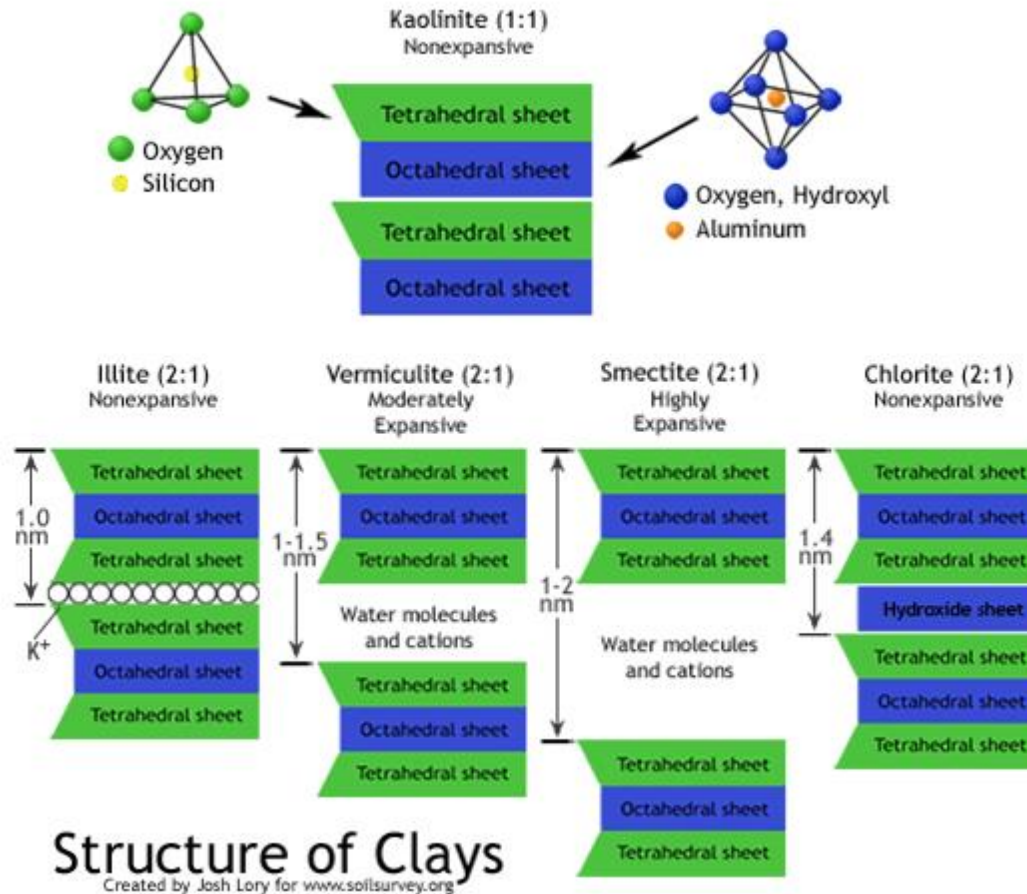 Kaolinite (1:1)
Nonexpansive
Oxygen
Silicon
Tetrahedral sheet
Octahedral sheet
Tetrahedral sheet
Octahedral sheet
Oxygen, Hydroxyl
Aluminum
Illite (2:1)
Nonexpansive
1.0
nm
Tetrahedral sheet
Octahedral sheet
Tetrahedral sheet
K+
Tetrahedral sheet
Octahedral sheet
Tetrahedral sheet
Vermiculite (2:1)
Moderately
Expansive
1-1.5
nm
Tetrahedral sheet
Octahedral sheet
Tetrahedral sheet
Water molecules
and cations
Tetrahedral sheet
Octahedral sheet
Tetrahedral sheet
Smectite (2:1)
Highly
Expansive
1-2
nm
Tetrahedral sheet
Octahedral sheet
Tetrahedral sheet
Water molecules
and cations
Tetrahedral sheet
Octahedral sheet
Tetrahedral sheet
Chlorite (2:1)
Nonexpansive
1.4
nm
Tetrahedral sheet
Octahedral sheet
Tetrahedral sheet
Hydroxide sheet
Tetrahedral sheet
Octahedral sheet
Tetrahedral sheet
Structure of Clays
Created by Josh Lory for www.soilsurvey.org